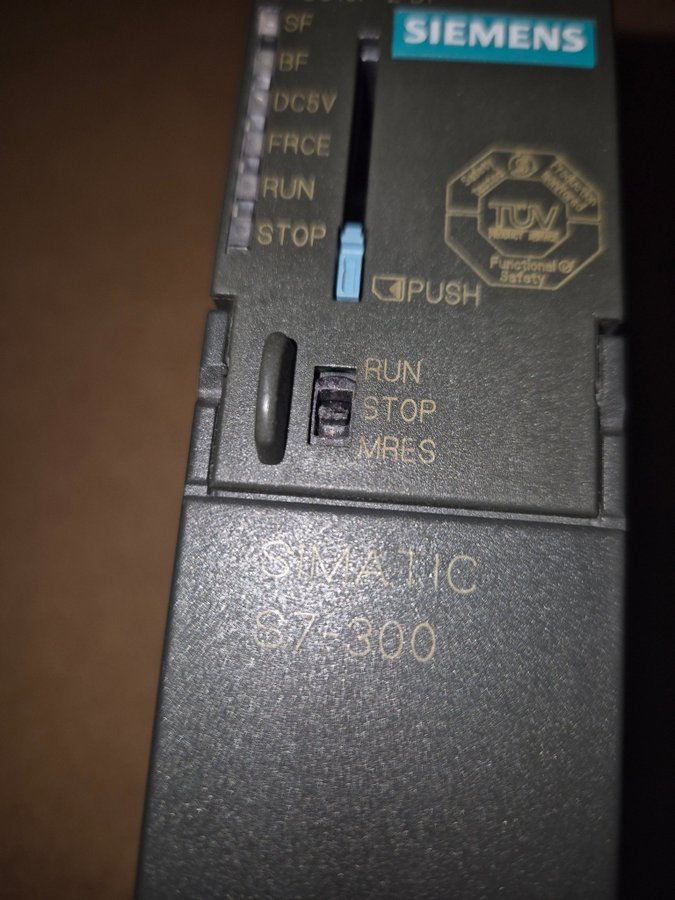 SF
SIEMENS
BF
DC5V
FRCE
RUN
STOP
TÜV
Functional
Safety
PUSH
RUN
STOP
MRES
SIMATIC
S7-300